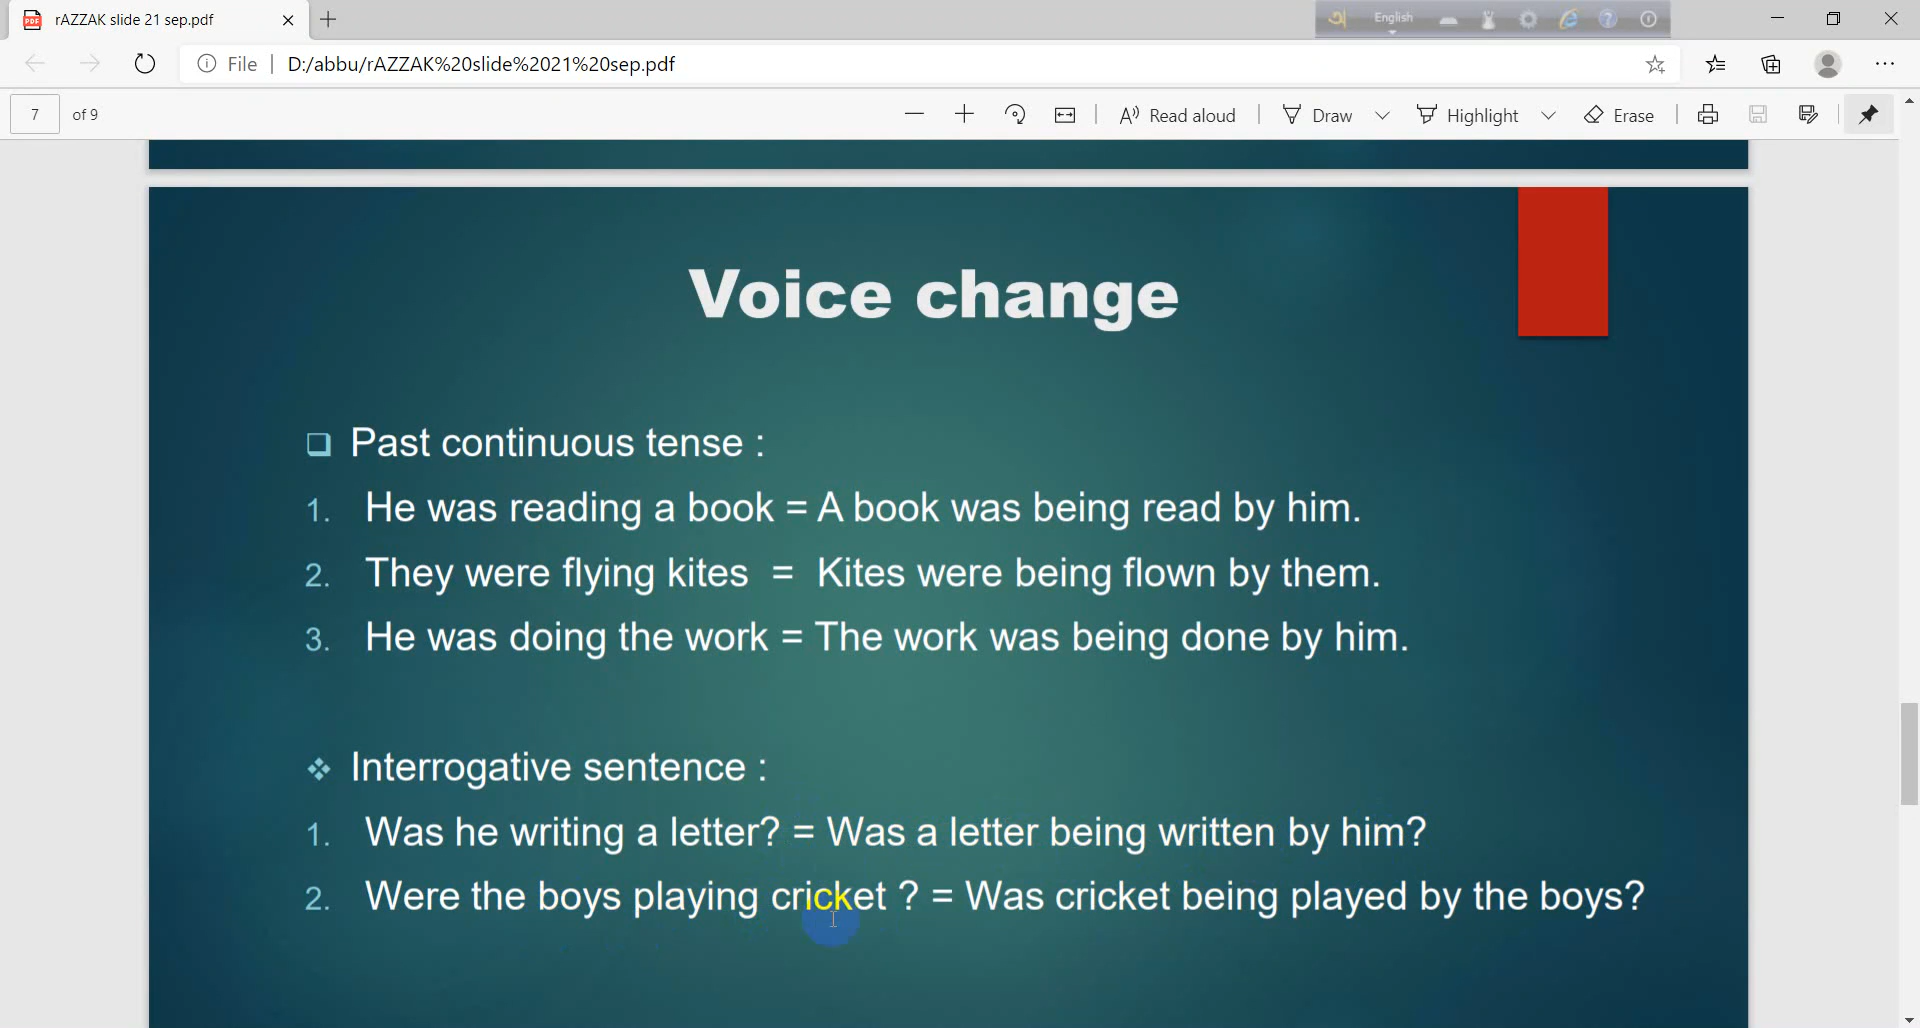 rAZZAK slide 21 sep.pdf
English
File D:/abbu/rAZZAK%20slide%2021%20sep.pdf
7 of 9 Read aloud Draw Highlight Erase
Voice change
Past continuous tense :
1. He was reading a book = A book was being read by him.
2. They were flying kites = Kites were being flown by them.
3. He was doing the work = The work was being done by him.
Interrogative sentence :
1. Was he writing a letter? = Was a letter being written by him?
2. Were the boys playing cricket ? = Was cricket being played by the boys?